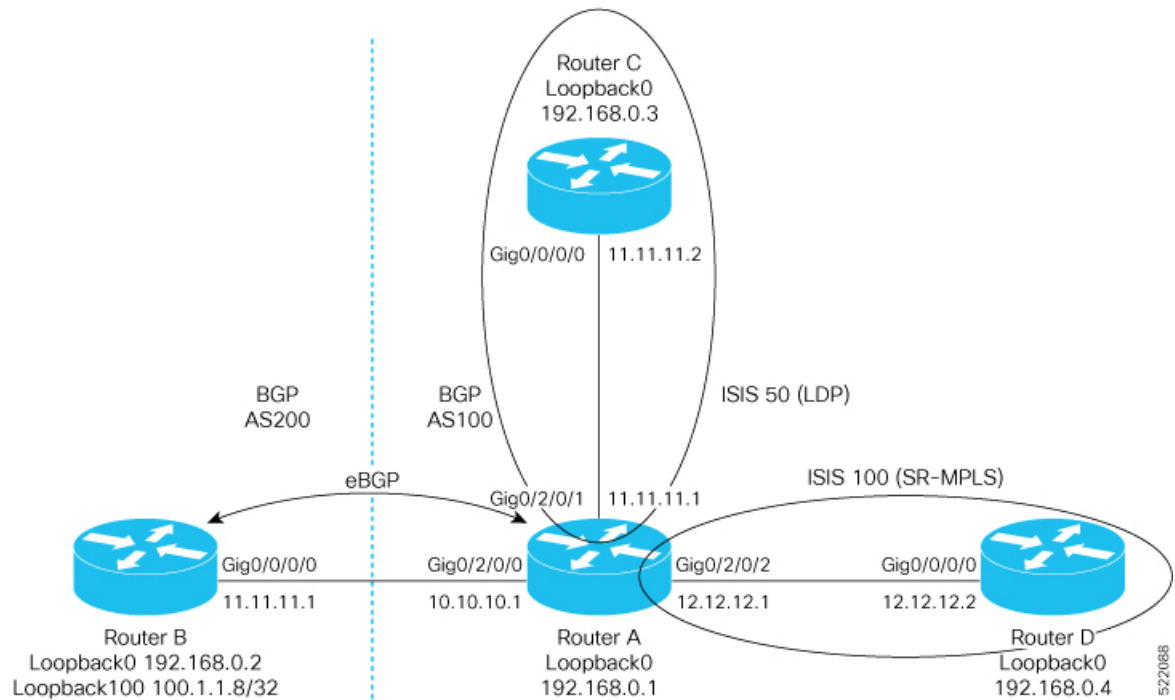 Router C
Loopback0
192.168.0.3
Gig0/0/0/0
11.11.11.2
BGP
AS200
BGP
AS100
ISIS 50 (LDP)
eBGP
Gig0/2/0/1
11.11.11.1
ISIS 100 (SR-MPLS)
Gig0/0/0/0
Gig0/2/0/0
Gig0/2/0/2
Gig0/0/0/0
11.11.11.1
10.10.10.1
12.12.12.1
12.12.12.2
Router B
Loopback0 192.168.0.2
Loopback100 100.1.1.8/32
Router A
Loopback0
192.168.0.1
Router D
Loopback0
192.168.0.4
522088